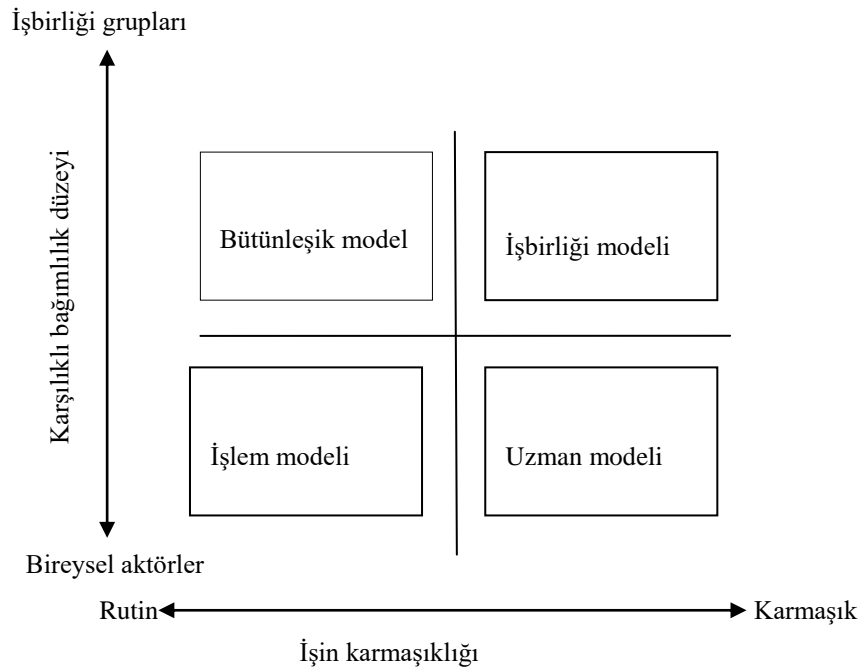 İşbirliği grupları
Karşılıklı bağımlılık düzeyi
Bütünleşik model
İşbirliği modeli
İşlem modeli
Uzman modeli
Bireysel aktörler
Rutin
Karmaşık
İşin karmaşıklığı